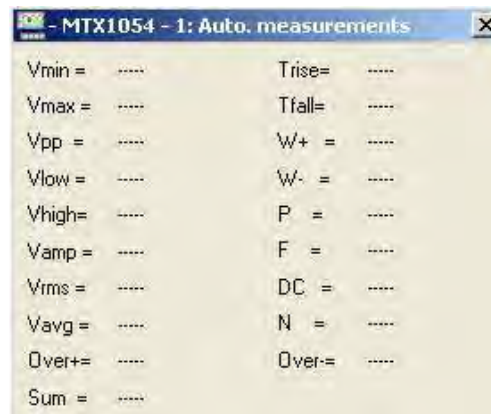 - MTX1054 - 1: Auto. measurements
Vmin = ----- Trise= -----
Vmax = ----- Tfall= -----
Vpp = ----- W+ = -----
Vlow = ----- W- = -----
Vhigh= ----- P = -----
Vamp = ----- F = -----
Vrms = ----- DC = -----
Vavg = ----- N = -----
Over+= ----- Over-= -----
Sum = -----